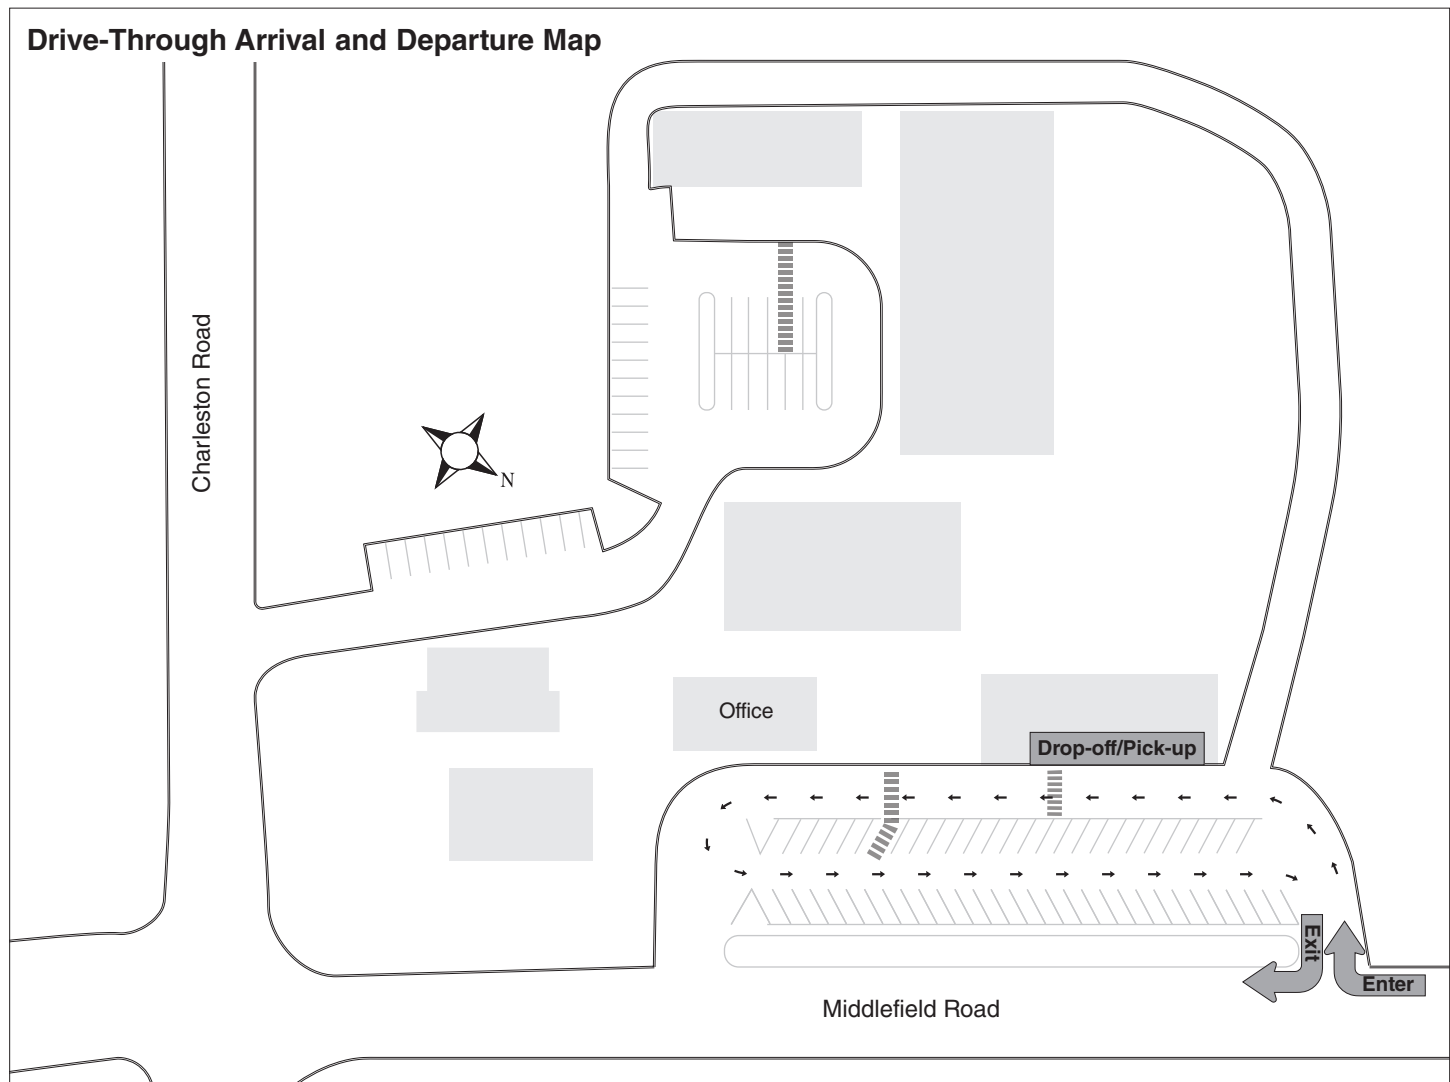 Drive-Through Arrival and Departure Map
Charleston Road
N
Office
Drop-off/Pick-up
Exit
Enter
Middlefield Road